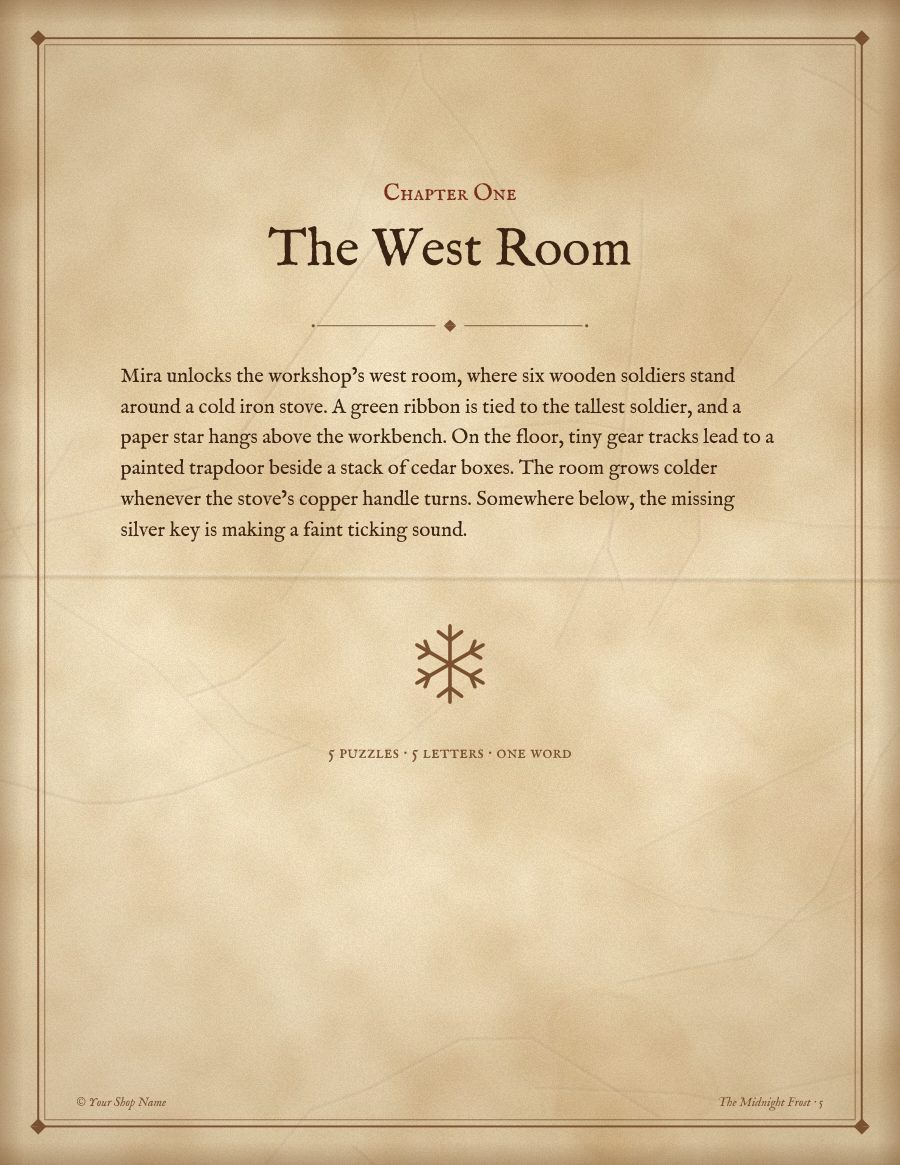 Chapter One
The West Room
Mira unlocks the workshop’s west room, where six wooden soldiers stand
around a cold iron stove. A green ribbon is tied to the tallest soldier, and a
paper star hangs above the workbench. On the floor, tiny gear tracks lead to a
painted trapdoor beside a stack of cedar boxes. The room grows colder
whenever the stove’s copper handle turns. Somewhere below, the missing
silver key is making a faint ticking sound.
5 PUZZLES · 5 LETTERS · ONE WORD
© Your Shop Name
The Midnight Frost · 5